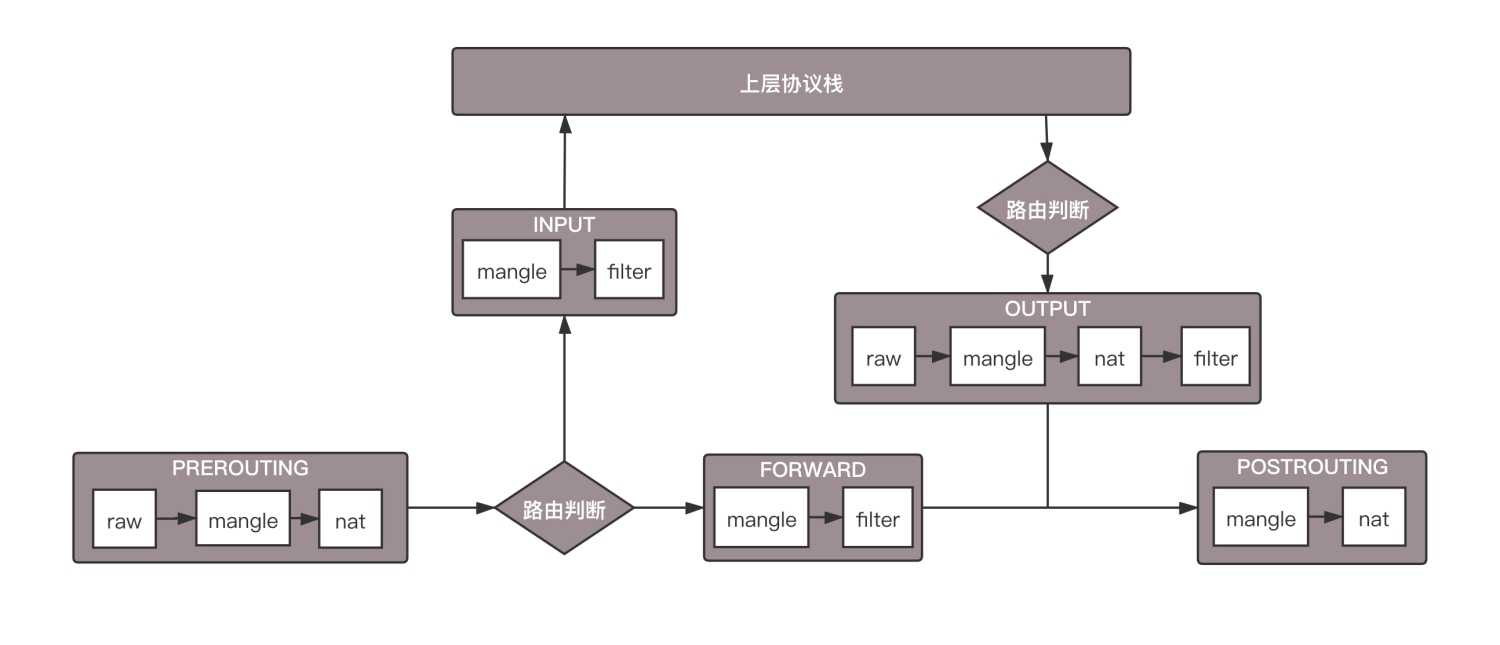 上层协议栈
路由判断
INPUT
mangle
filter
OUTPUT
raw
mangle
nat
filter
PREROUTING
raw
mangle
nat
路由判断
FORWARD
mangle
filter
POSTROUTING
mangle
nat